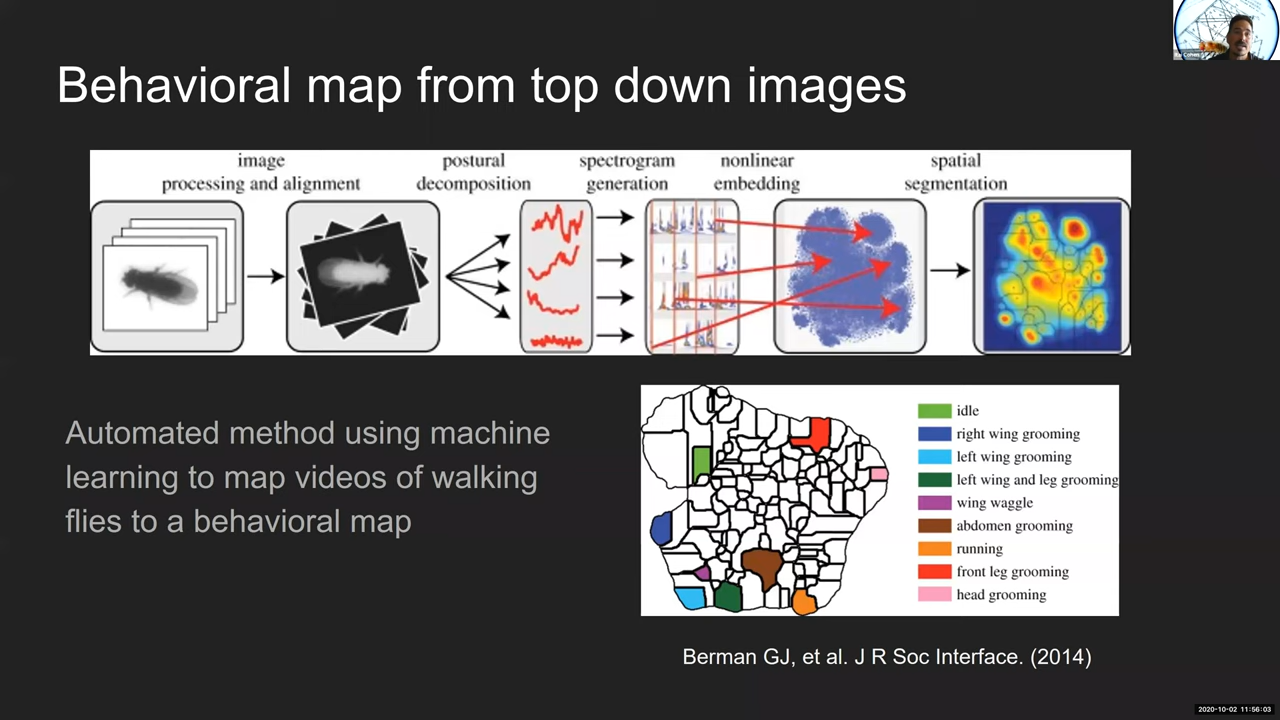 Behavioral map from top down images
image
processing and alignment
postural
decomposition
spectrogram
generation
nonlinear
embedding
spatial
segmentation
Automated method using machine
learning to map videos of walking
flies to a behavioral map
idle
right wing grooming
left wing grooming
left wing and leg grooming
wing waggle
abdomen grooming
running
front leg grooming
head grooming
Berman GJ, et al. J R Soc Interface. (2014)
2020-10-02 11:56:03